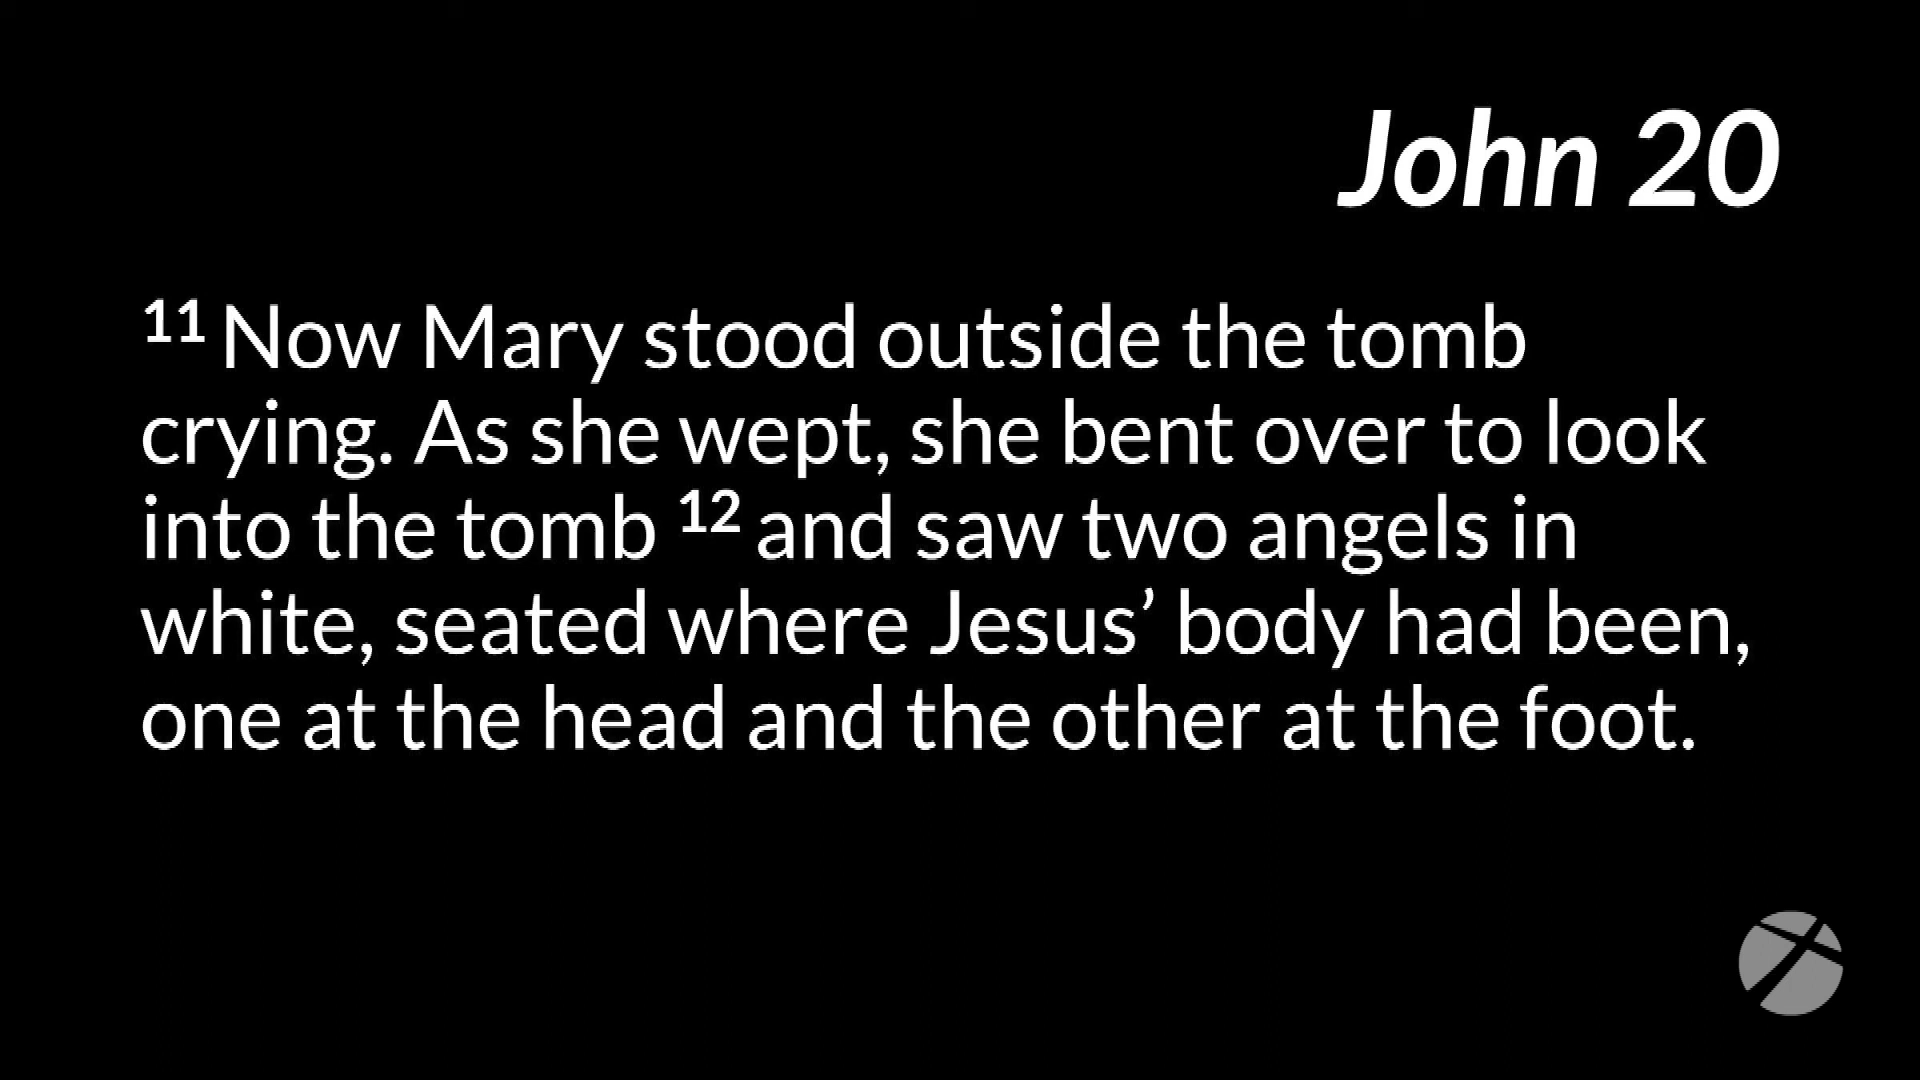 John 20
11 Now Mary stood outside the tomb
crying. As she wept, she bent over to look
into the tomb 12 and saw two angels in
white, seated where Jesus’ body had been,
one at the head and the other at the foot.